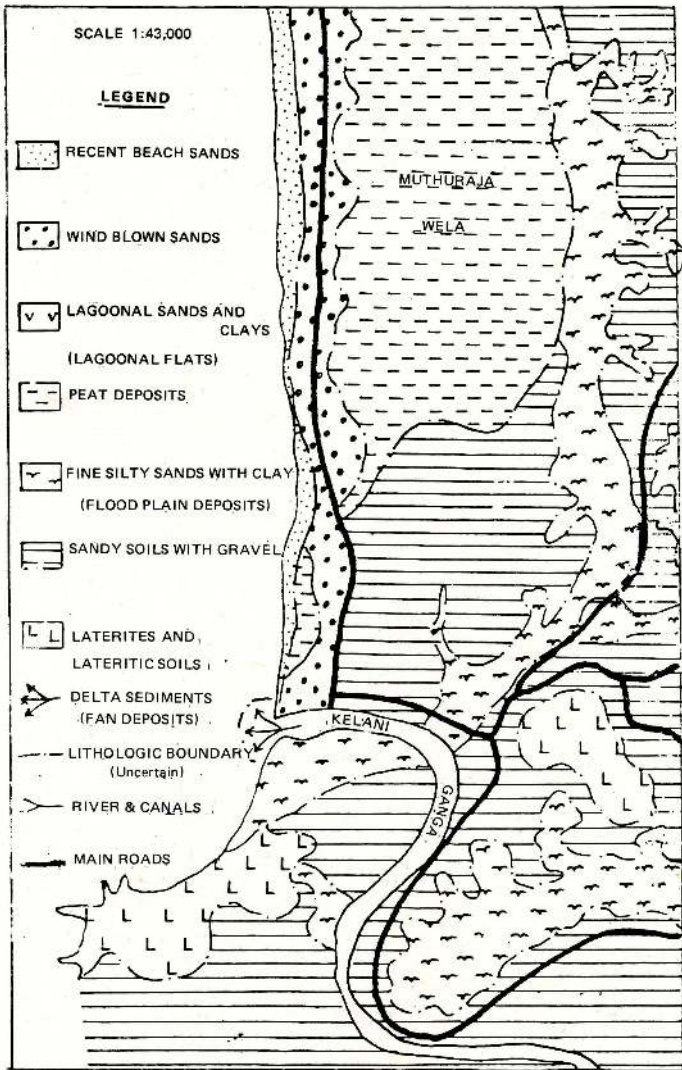 SCALE 1:43,000
LEGEND
RECENT BEACH SANDS
WIND BLOWN SANDS
LAGOONAL SANDS AND
CLAYS
(LAGOONAL FLATS)
PEAT DEPOSITS
FINE SILTY SANDS WITH CLAY
(FLOOD PLAIN DEPOSITS)
SANDY SOILS WITH GRAVEL
LATERITES AND
LATERITIC SOILS
DELTA SEDIMENTS
(FAN DEPOSITS)
LITHOLOGIC BOUNDARY
(Uncertain)
RIVER & CANALS
MAIN ROADS
MUTHURAJA
WELA
KELANI
GANGA